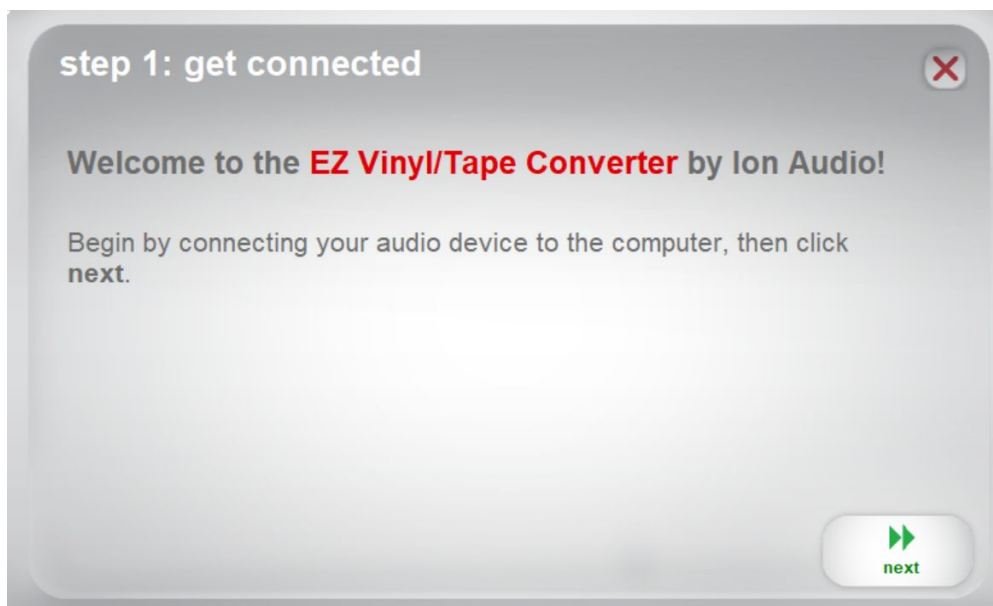 step 1: get connected
Welcome to the EZ Vinyl/Tape Converter by Ion Audio!
Begin by connecting your audio device to the computer, then click
next.
next